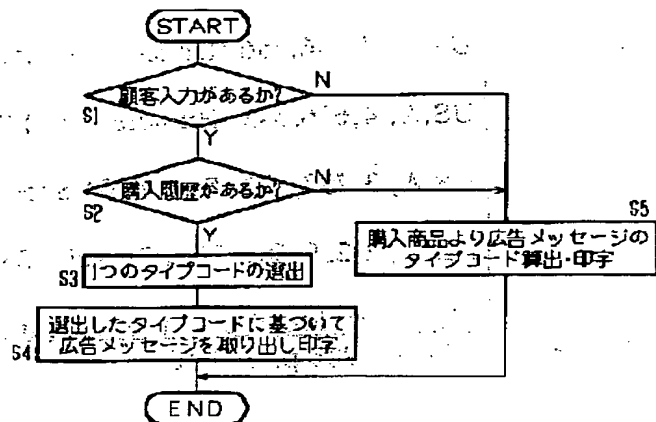 START
顧客入力があるか?
N
S1
Y
購入履歴があるか?
N
S2
Y
S5
購入商品より広告メッセージの
タイプコード算出・印字
S3
1つのタイプコードの選出
選出したタイプコードに基づいて
広告メッセージを取り出し印字
S4
END